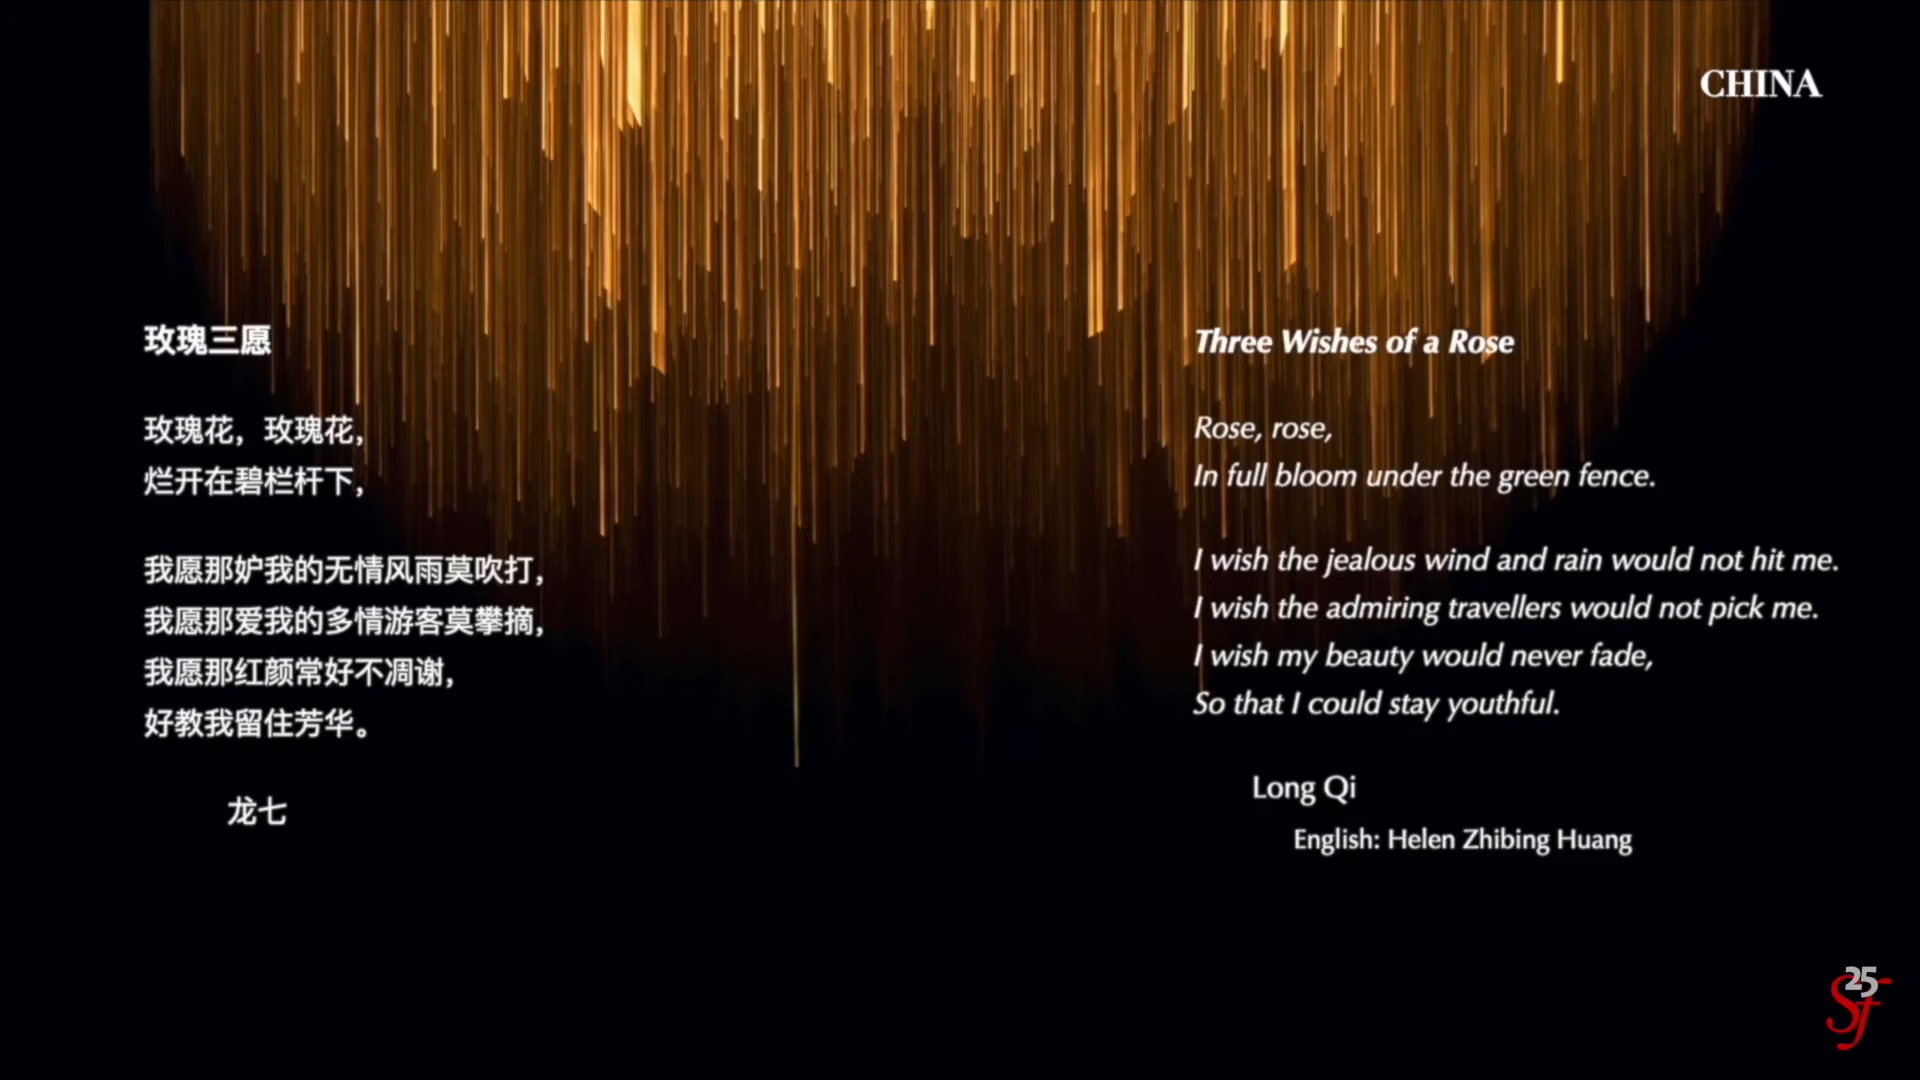 CHINA
玫瑰三愿
玫瑰花，玫瑰花，
烂开在碧栏杆下，
我愿那妒我的无情风雨莫吹打，
我愿那爱我的多情游客莫攀摘，
我愿那红颜常好不凋谢，
好教我留住芳华。
龙七
Three Wishes of a Rose
Rose, rose,
In full bloom under the green fence.
I wish the jealous wind and rain would not hit me.
I wish the admiring travellers would not pick me.
I wish my beauty would never fade,
So that I could stay youthful.
Long Qi
English: Helen Zhibing Huang
25
Sf